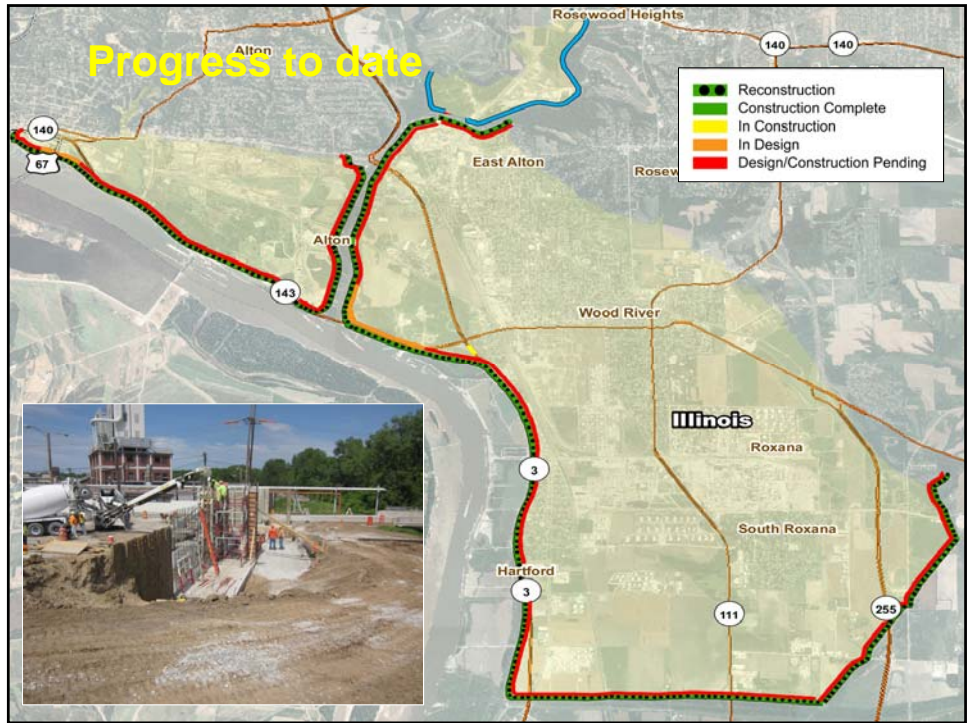 Rosewood Heights
Alton
Progress to date
140
140
Reconstruction
Construction Complete
In Construction
In Design
Design/Construction Pending
140
67
East Alton
Rosew
Alton
143
Wood River
Illinois
Roxana
3
South Roxana
Hartford
3
111
255